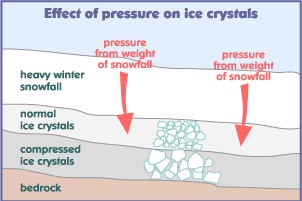 Effect of pressure on ice crystals
pressure
from weight
of snowfall
pressure
from weight
of snowfall
heavy winter
snowfall
normal
ice crystals
compressed
ice crystals
bedrock